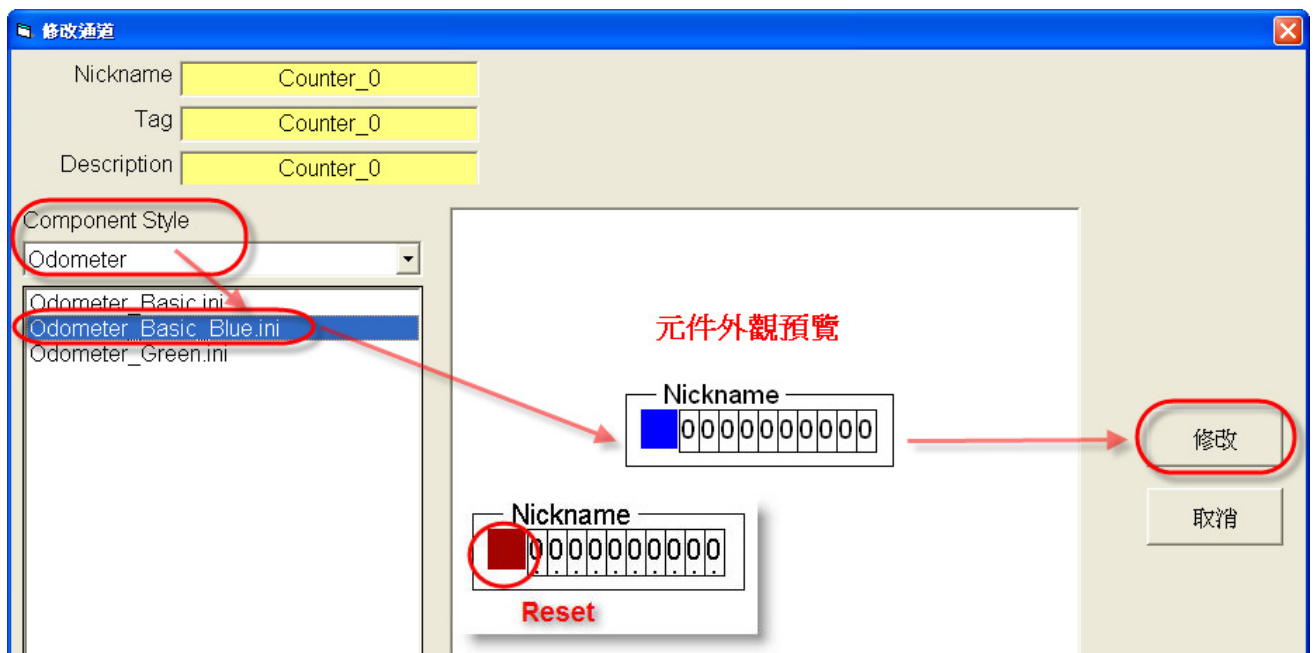 修改通道
Nickname Counter_0
Tag Counter_0
Description Counter_0
Component Style
Odometer
Odometer_Basic.ini
Odometer_Basic_Blue.ini
Odometer_Green.ini
元件外觀預覽
Nickname
0000000000
修改
Nickname
0000000000
取消
Reset